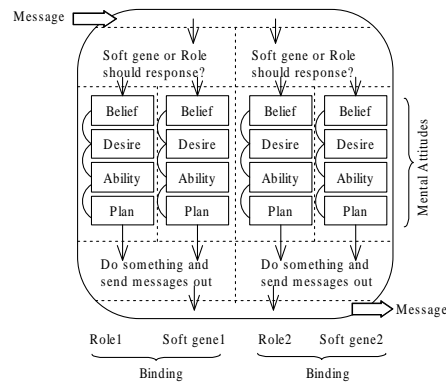 Message
Soft gene or Role
should response?
Soft gene or Role
should response?
Belief
Belief
Belief
Belief
Desire
Desire
Desire
Desire
Ability
Ability
Ability
Ability
Plan
Plan
Plan
Plan
Mental Attitudes
Do something and
send messages out
Do something and
send messages out
Message
Role1
Soft gene1
Role2
Soft gene2
Binding
Binding